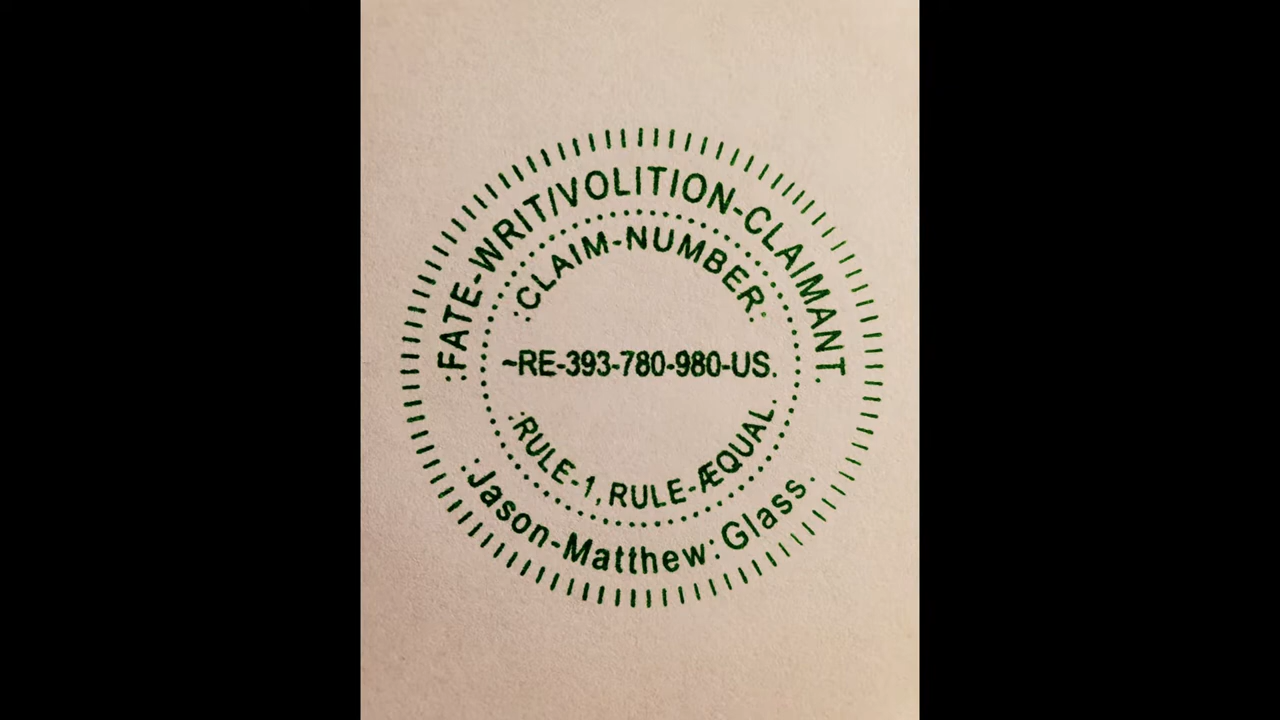 :FATE-WRIT/VOLITION-CLAIMANT.
:CLAIM-NUMBER:
~RE-393-780-980-US.
:RULE-1, RULE-ÆQUAL.
:Jason-Matthew: Glass.